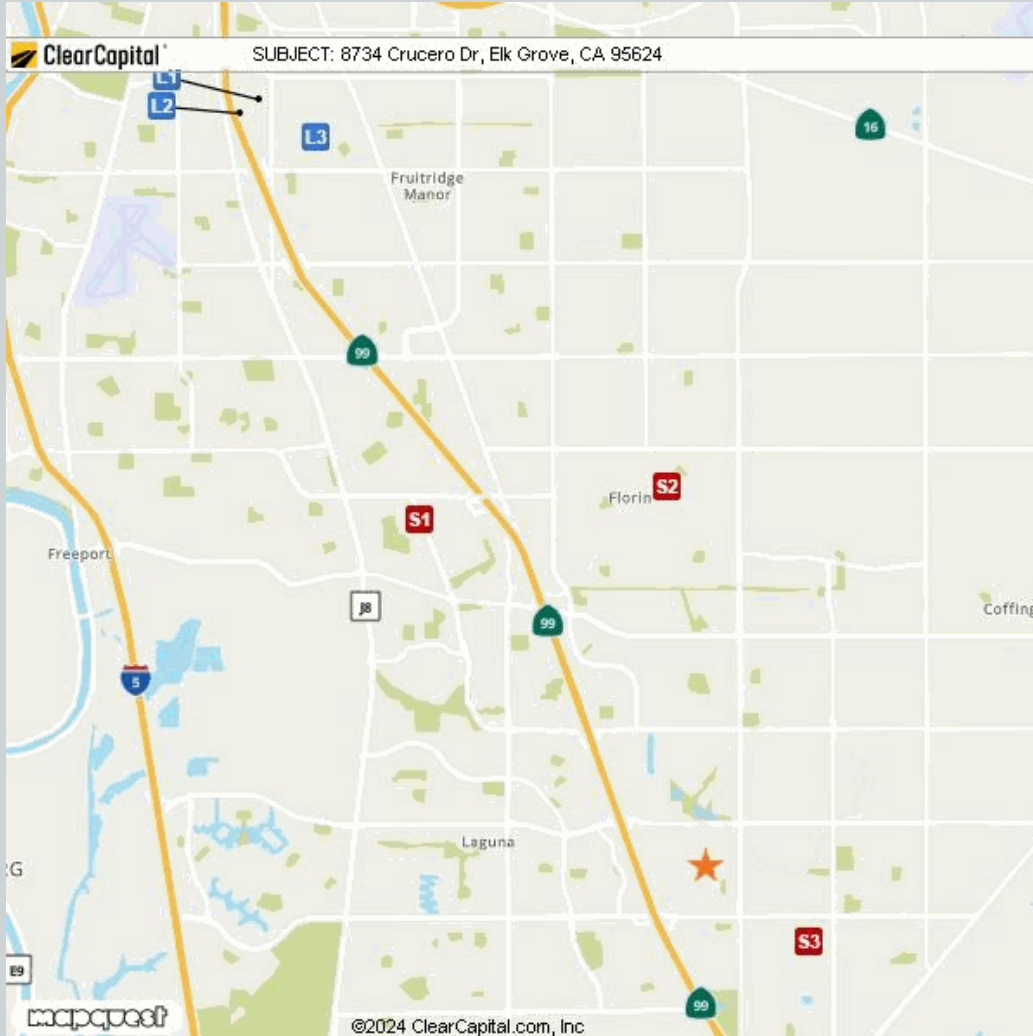 ClearCapital
SUBJECT: 8734 Crucero Dr, Elk Grove, CA 95624
L1
L2
L3
16
Fruitridge
Manor
99
S2
Florin
S1
Freeport
J8
99
Coffing
5
Laguna
G
S3
E9
99
mapquest
©2024 ClearCapital.com, Inc